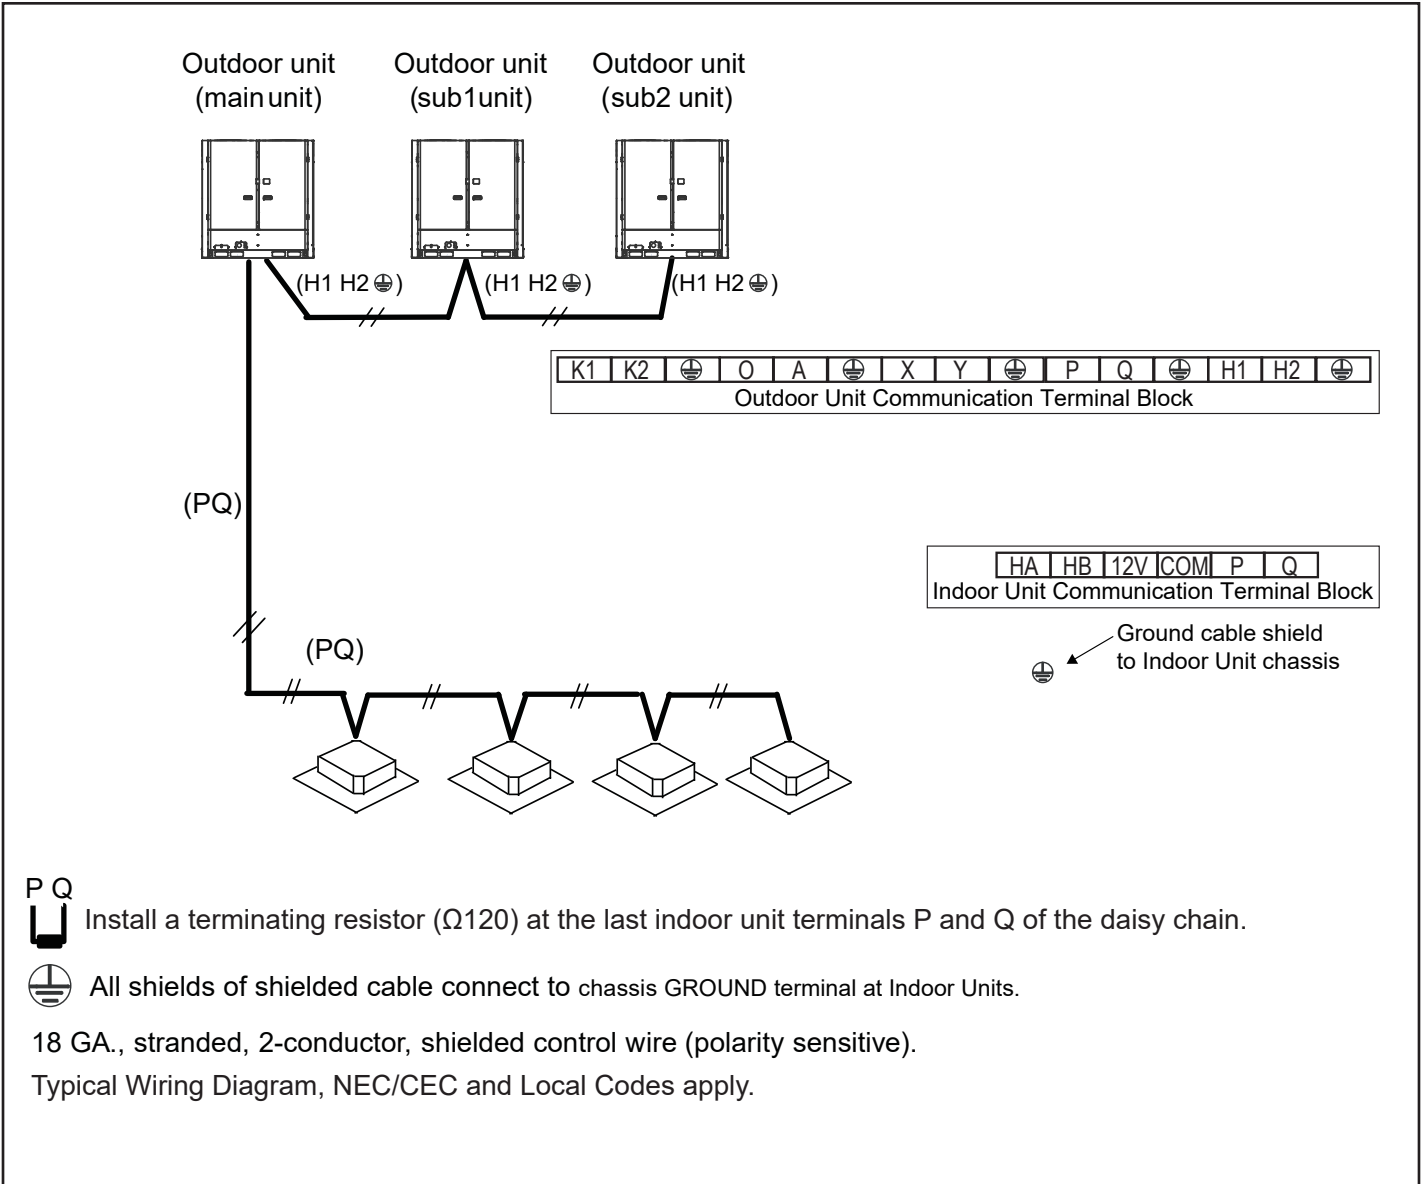 Outdoor unit
(main unit)
Outdoor unit
(sub1unit)
Outdoor unit
(sub2 unit)
(H1 H2 ⏚)
(H1 H2 ⏚)
(H1 H2 ⏚)
K1 K2 ⏚ O A ⏚ X Y ⏚ P Q ⏚ H1 H2 ⏚
Outdoor Unit Communication Terminal Block
(PQ)
HA HB 12V COM P Q
Indoor Unit Communication Terminal Block
Ground cable shield
to Indoor Unit chassis
(PQ)
P Q
Install a terminating resistor (Ω120) at the last indoor unit terminals P and Q of the daisy chain.
All shields of shielded cable connect to chassis GROUND terminal at Indoor Units.
18 GA., stranded, 2-conductor, shielded control wire (polarity sensitive).
Typical Wiring Diagram, NEC/CEC and Local Codes apply.